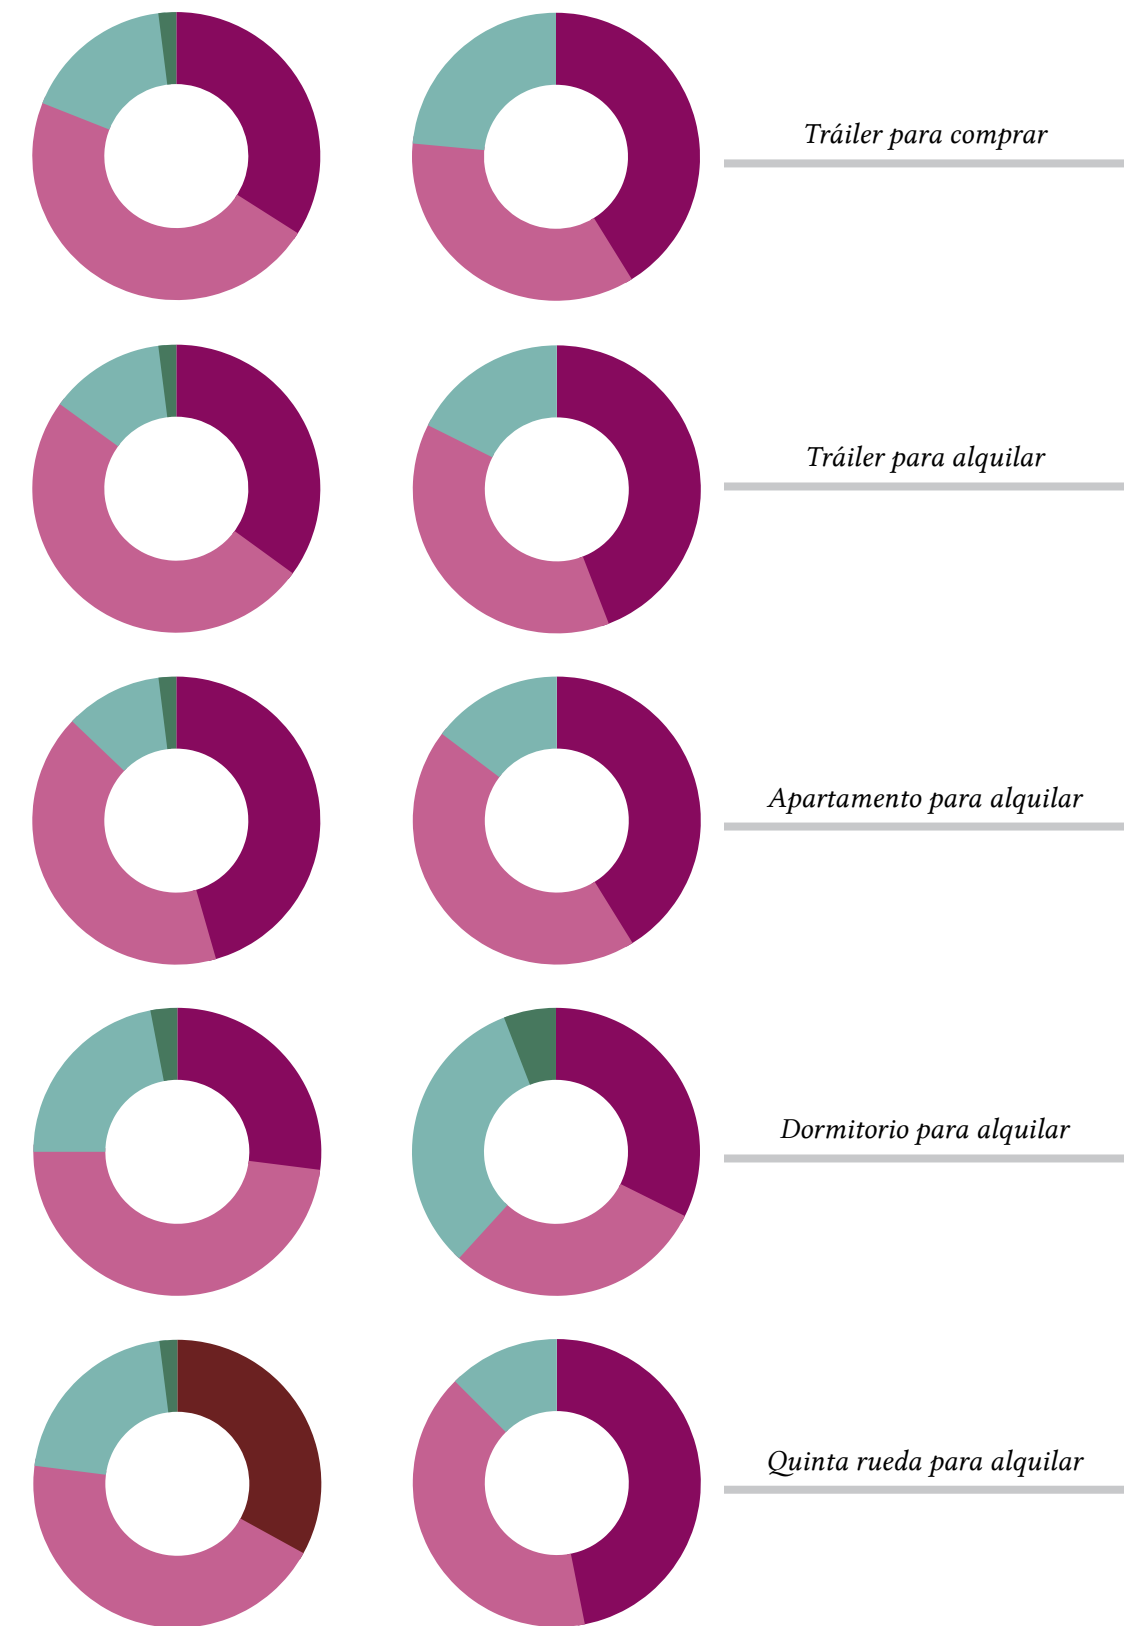 Tráiler para comprar
Tráiler para alquilar
Apartamento para alquilar
Dormitorio para alquilar
Quinta rueda para alquilar